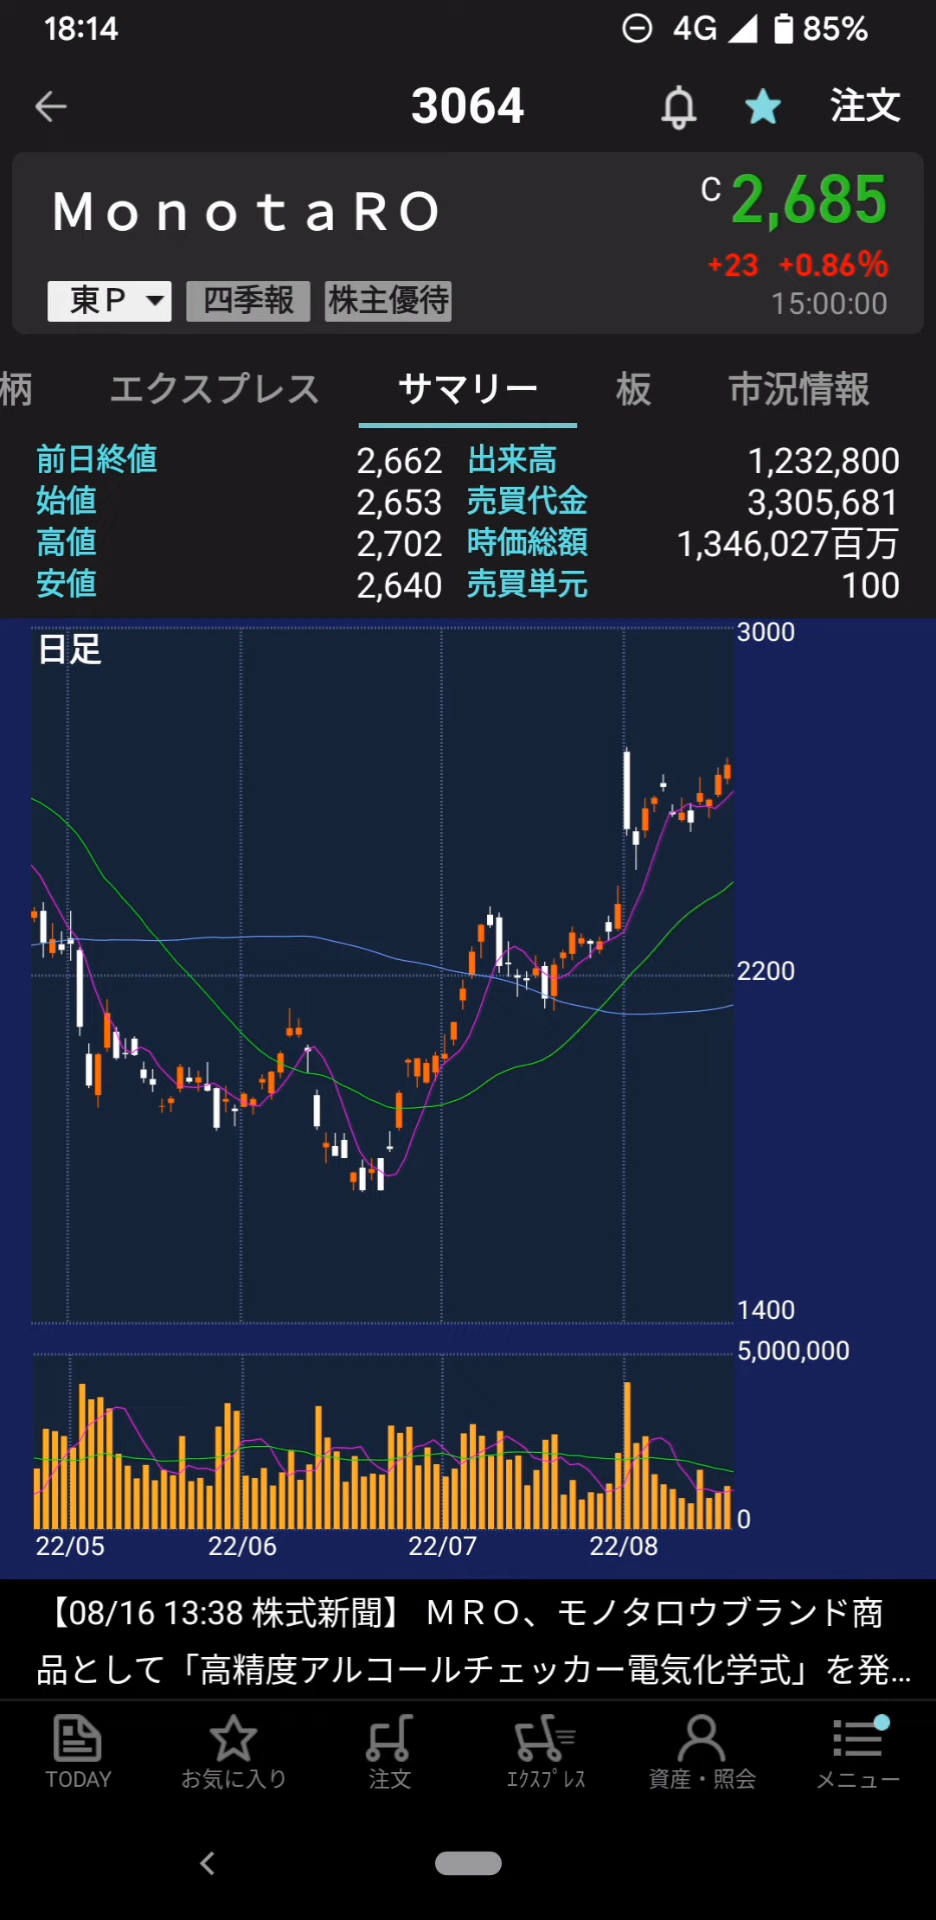 18:14 4G 85%
3064 注文
ＭｏｎｏｔａＲＯ C 2,685
+23 +0.86%
東Ｐ 四季報 株主優待 15:00:00
柄 エクスプレス サマリー 板 市況情報
前日終値 2,662 出来高 1,232,800
始値 2,653 売買代金 3,305,681
高値 2,702 時価総額 1,346,027百万
安値 2,640 売買単元 100
日足 3000
2200
1400
5,000,000
0
22/05 22/06 22/07 22/08
【08/16 13:38 株式新聞】 ＭＲＯ、モノタロウブランド商
品として「高精度アルコールチェッカー電気化学式」を発...
TODAY お気に入り 注文 ｴｸｽﾌﾟﾚｽ 資産・照会 メニュー